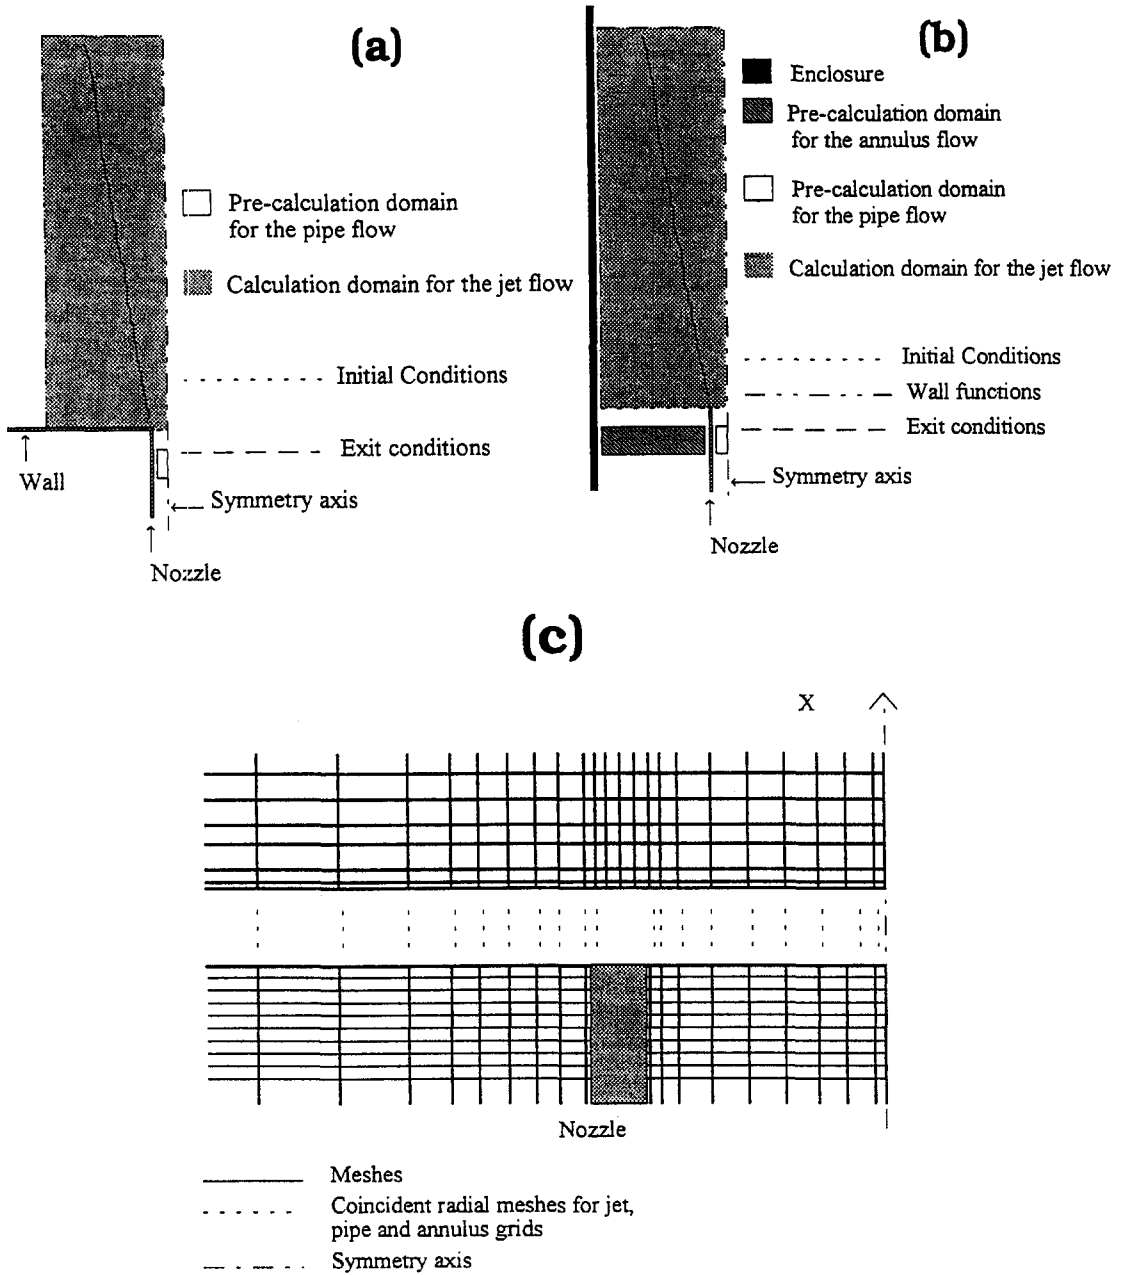 (a)
Pre-calculation domain
for the pipe flow
Calculation domain for the jet flow
Initial Conditions
Exit conditions
Wall
Symmetry axis
Nozzle
(b)
Enclosure
Pre-calculation domain
for the annulus flow
Pre-calculation domain
for the pipe flow
Calculation domain for the jet flow
Initial Conditions
Wall functions
Exit conditions
Symmetry axis
Nozzle
(c)
X
Nozzle
Meshes
Coincident radial meshes for jet,
pipe and annulus grids
Symmetry axis